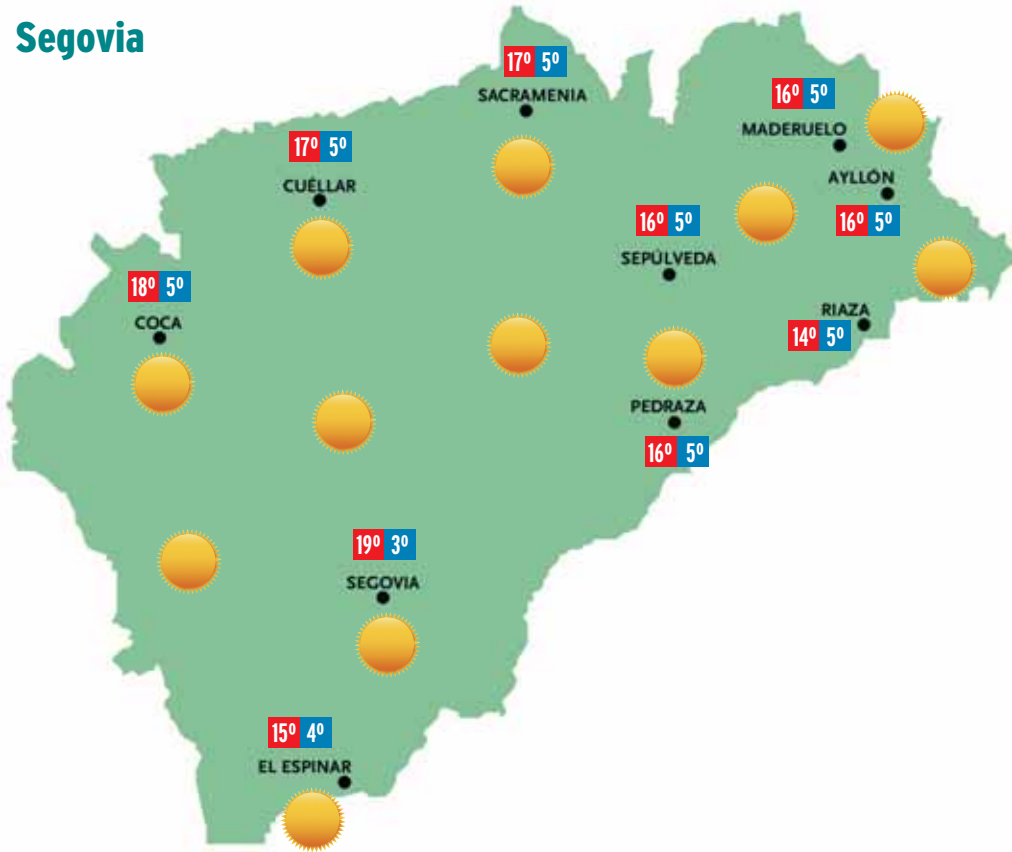 Segovia
17º 5º
SACRAMENIA
16º 5º
MADERUELO
17º 5º
CUÉLLAR
AYLLÓN
16º 5º
16º 5º
SEPÚLVEDA
18º 5º
COCA
RIAZA
14º 5º
PEDRAZA
16º 5º
19º 3º
SEGOVIA
15º 4º
EL ESPINAR